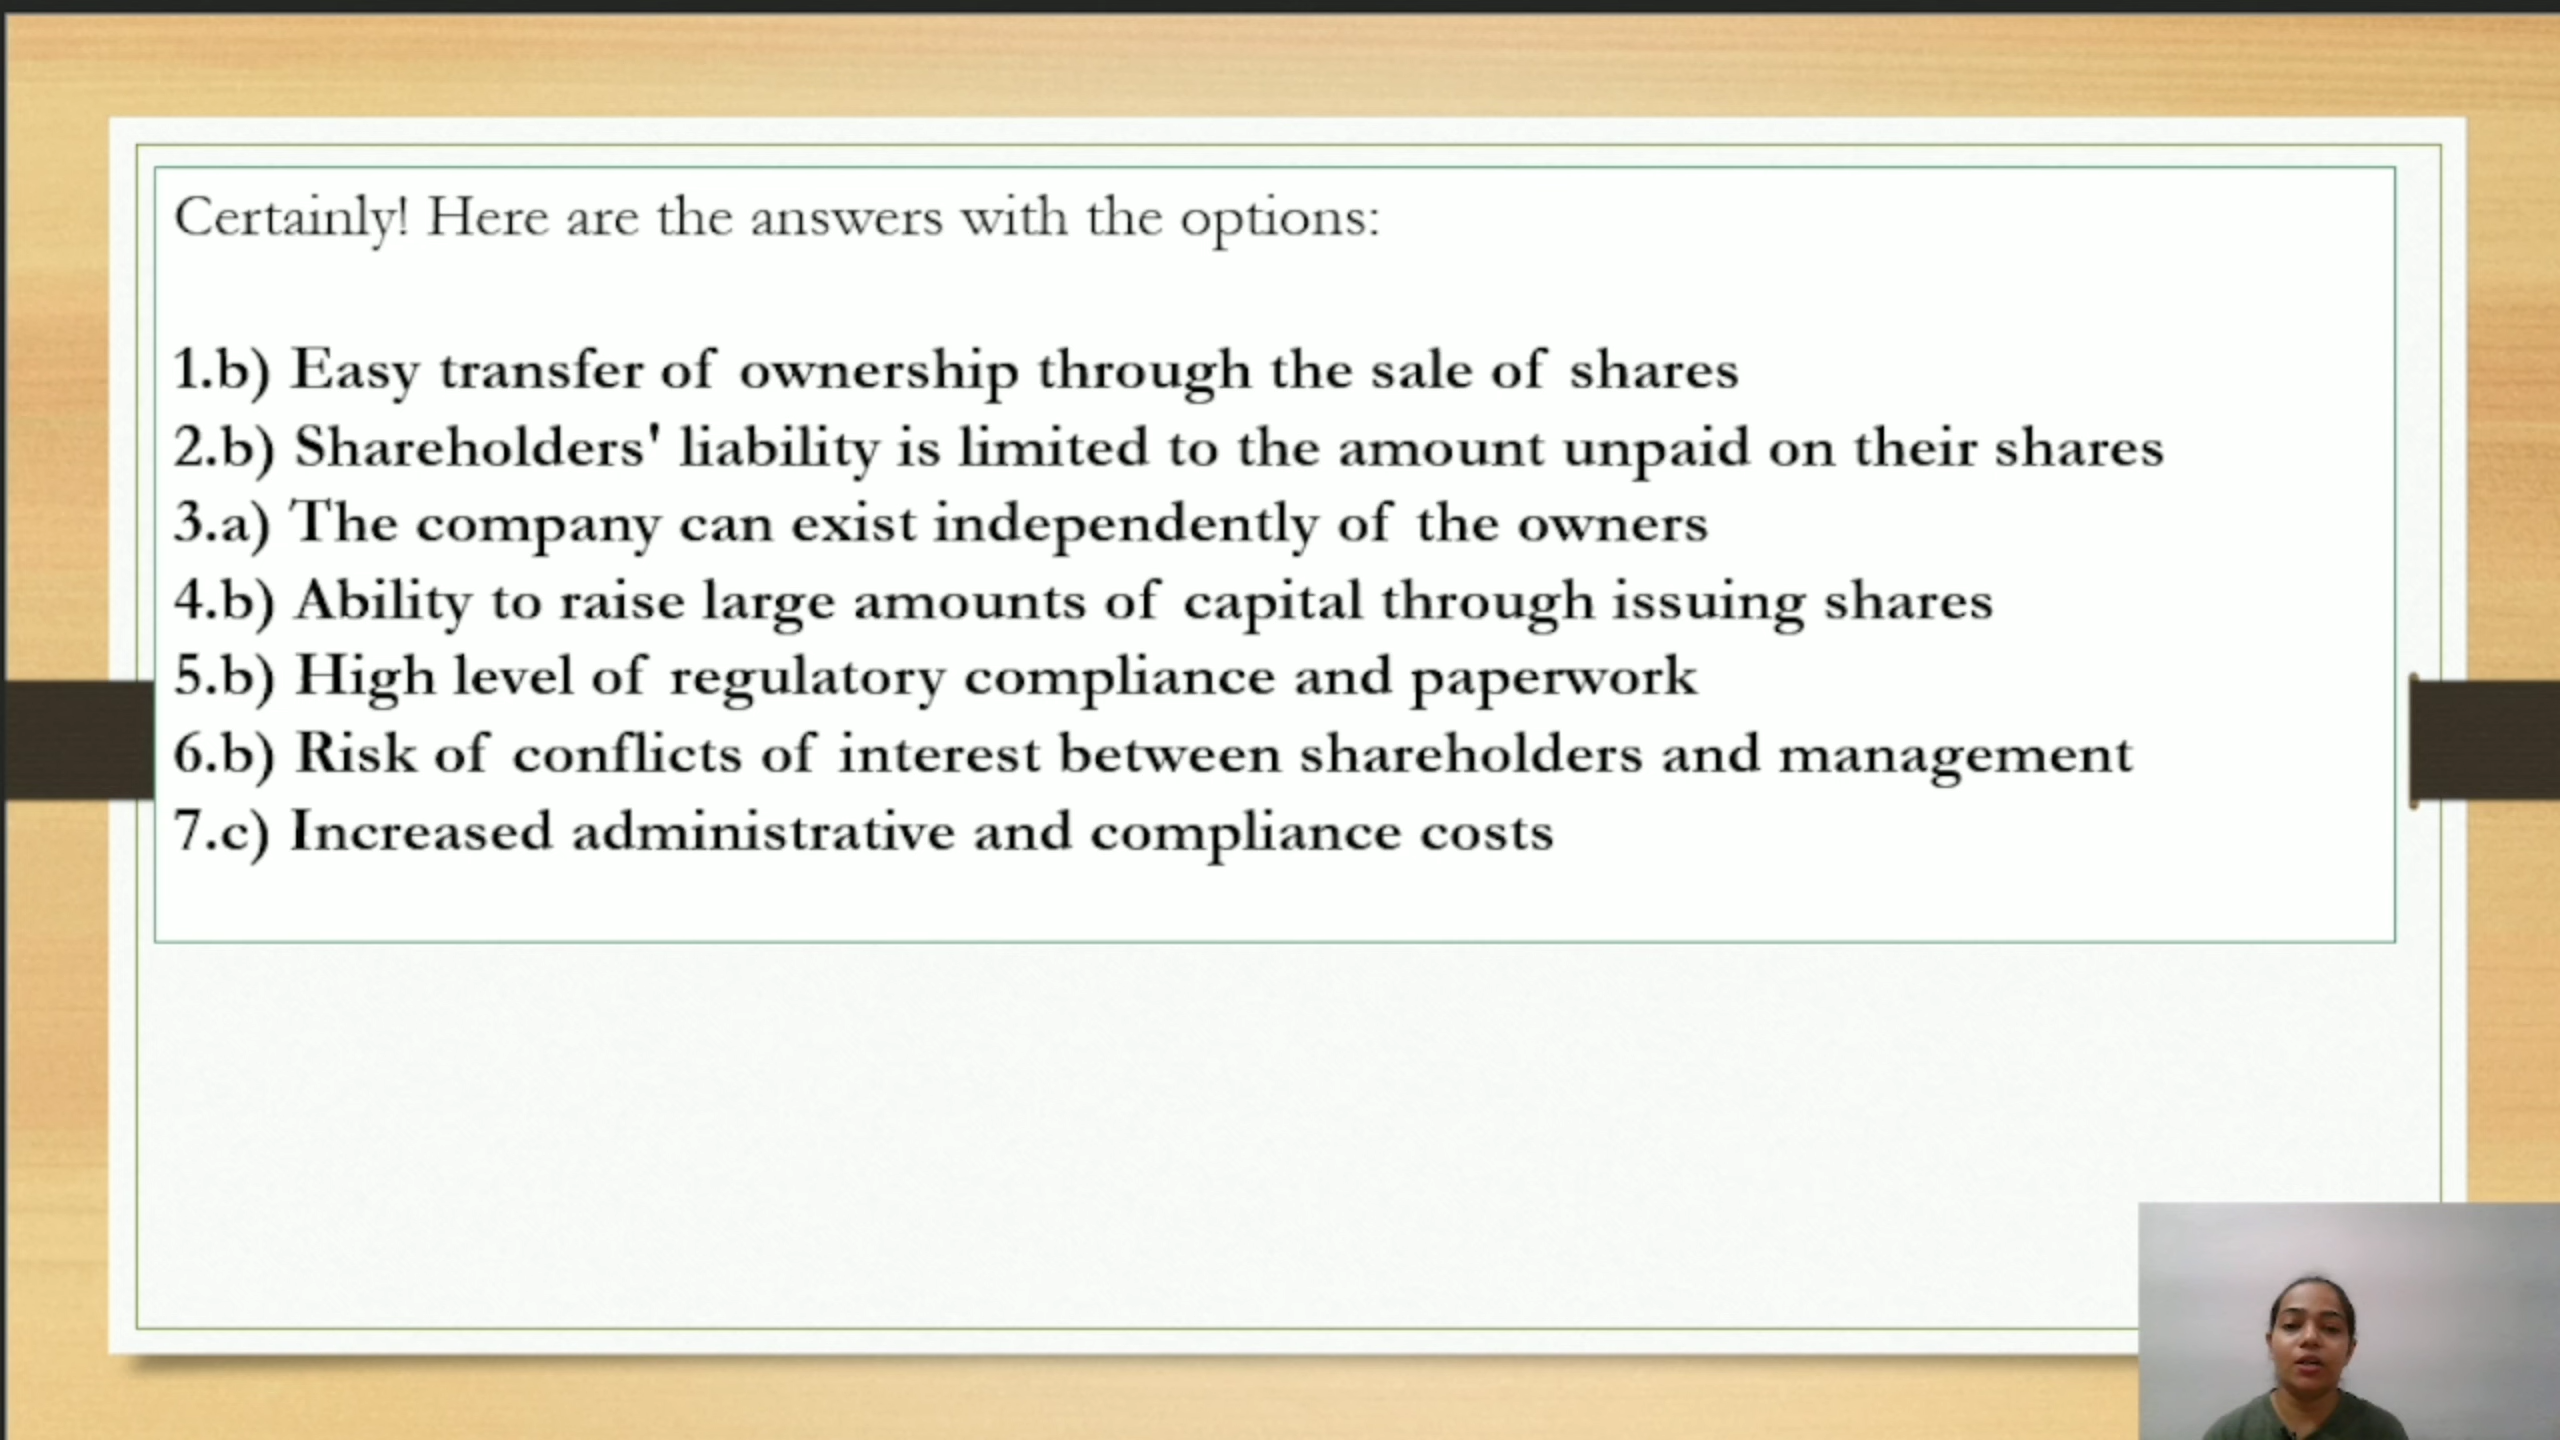 Certainly! Here are the answers with the options:
1.b) Easy transfer of ownership through the sale of shares
2.b) Shareholders' liability is limited to the amount unpaid on their shares
3.a) The company can exist independently of the owners
4.b) Ability to raise large amounts of capital through issuing shares
5.b) High level of regulatory compliance and paperwork
6.b) Risk of conflicts of interest between shareholders and management
7.c) Increased administrative and compliance costs